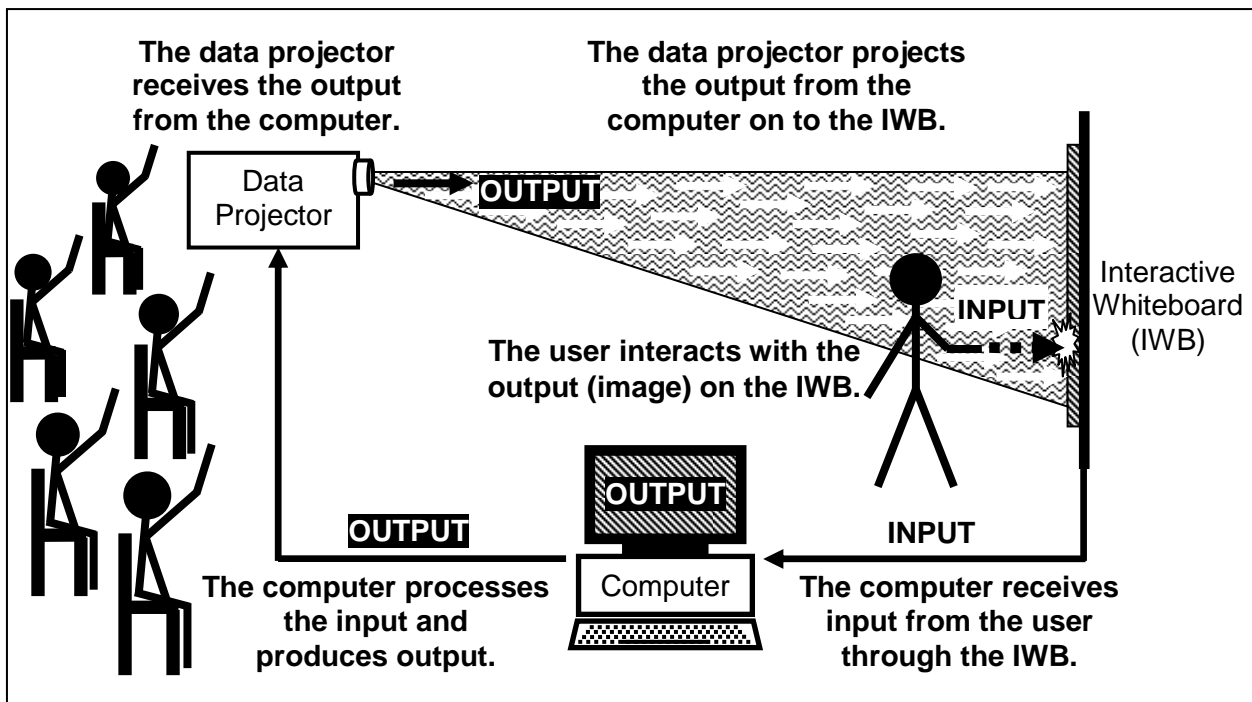 The data projector
receives the output
from the computer.
The data projector projects
the output from the
computer on to the IWB.
Data
Projector
OUTPUT
INPUT
Interactive
Whiteboard
(IWB)
The user interacts with the
output (image) on the IWB.
OUTPUT
OUTPUT
INPUT
Computer
The computer processes
the input and
produces output.
The computer receives
input from the user
through the IWB.